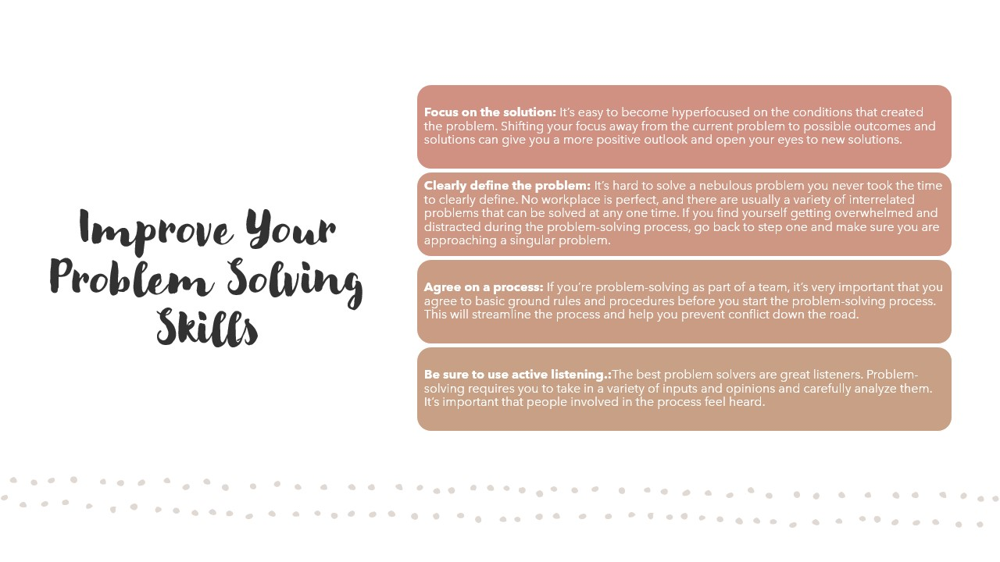 Improve Your
Problem Solving
Skills
Focus on the solution: It's easy to become hyperfocused on the conditions that created
the problem. Shifting your focus away from the current problem to possible outcomes and
solutions can give you a more positive outlook and open your eyes to new solutions.
Clearly define the problem: It's hard to solve a nebulous problem you never took the time
to clearly define. No workplace is perfect, and there are usually a variety of interrelated
problems that can be solved at any one time. If you find yourself getting overwhelmed and
distracted during the problem-solving process, go back to step one and make sure you are
approaching a singular problem.
Agree on a process: If you're problem-solving as part of a team, it's very important that you
agree to basic ground rules and procedures before you start the problem-solving process.
This will streamline the process and help you prevent conflict down the road.
Be sure to use active listening.:The best problem solvers are great listeners. Problem-
solving requires you to take in a variety of inputs and opinions and carefully analyze them.
It's important that people involved in the process feel heard.